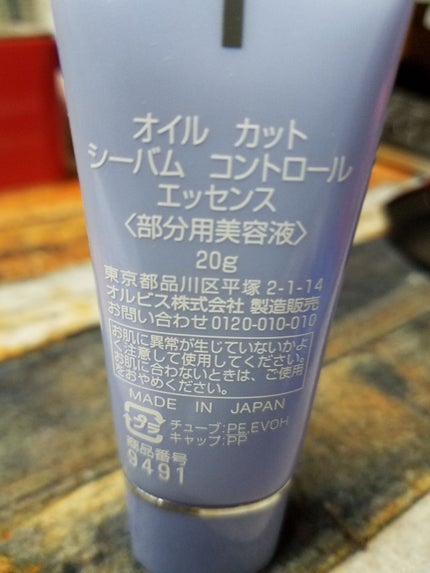 オイル カット
シーバム コントロール
エッセンス
〈部分用美容液〉
20g
東京都品川区平塚2-1-14
オルビス株式会社 製造販売
お問い合わせ0120-010-010
お肌に異常が生じていないかよ
く注意して使用してください。
お肌に合わないときは、ご使用
をおやめください。
MADE IN JAPAN
プラ
チューブ:PE,EVOH
キャップ:PP
商品番号
9491